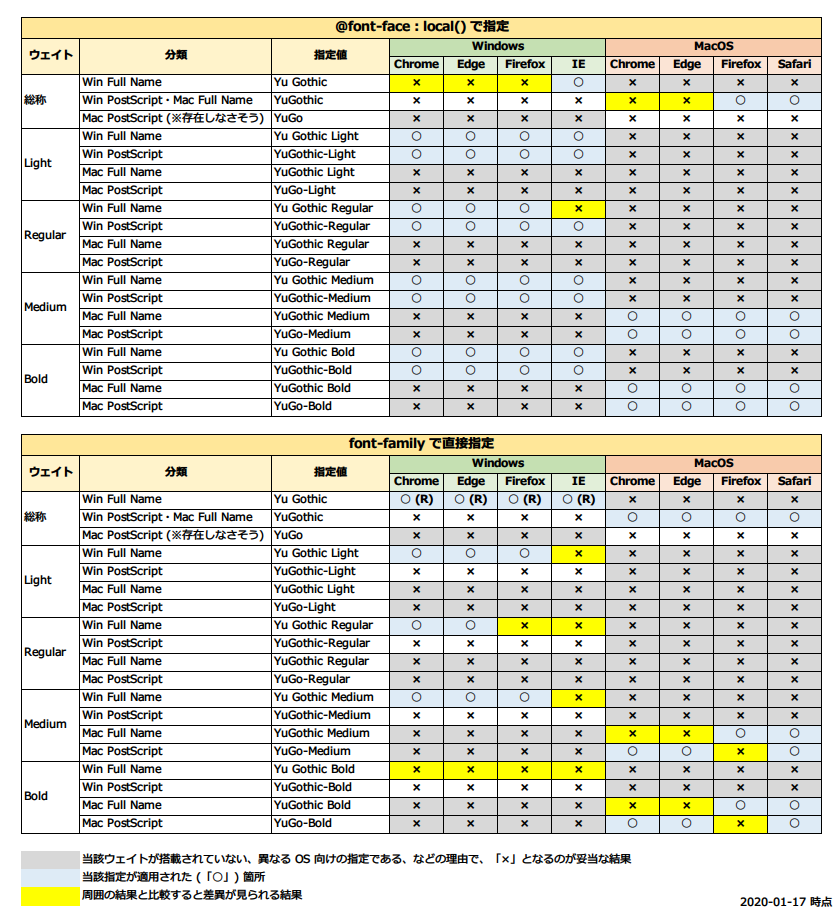 @font-face : local() で指定
ウェイト 分類 指定値 Windows MacOS
Chrome Edge Firefox IE Chrome Edge Firefox Safari
総称 Win Full Name Yu Gothic × × × ○ × × × ×
Win PostScript・Mac Full Name YuGothic × × × × × × ○ ○
Mac PostScript (※存在しなさそう) YuGo × × × × × × × ×
Light Win Full Name Yu Gothic Light ○ ○ ○ ○ × × × ×
Win PostScript YuGothic-Light ○ ○ ○ ○ × × × ×
Mac Full Name YuGothic Light × × × × × × × ×
Mac PostScript YuGo-Light × × × × × × × ×
Regular Win Full Name Yu Gothic Regular ○ ○ ○ × × × × ×
Win PostScript YuGothic-Regular ○ ○ ○ ○ × × × ×
Mac Full Name YuGothic Regular × × × × × × × ×
Mac PostScript YuGo-Regular × × × × × × × ×
Medium Win Full Name Yu Gothic Medium ○ ○ ○ ○ × × × ×
Win PostScript YuGothic-Medium ○ ○ ○ ○ × × × ×
Mac Full Name YuGothic Medium × × × × ○ ○ ○ ○
Mac PostScript YuGo-Medium × × × × ○ ○ ○ ○
Bold Win Full Name Yu Gothic Bold ○ ○ ○ ○ × × × ×
Win PostScript YuGothic-Bold ○ ○ ○ ○ × × × ×
Mac Full Name YuGothic Bold × × × × ○ ○ ○ ○
Mac PostScript YuGo-Bold × × × × ○ ○ ○ ○
font-family で直接指定
ウェイト 分類 指定値 Windows MacOS
Chrome Edge Firefox IE Chrome Edge Firefox Safari
総称 Win Full Name Yu Gothic ○ (R) ○ (R) ○ (R) ○ (R) × × × ×
Win PostScript・Mac Full Name YuGothic × × × × ○ ○ ○ ○
Mac PostScript (※存在しなさそう) YuGo × × × × × × × ×
Light Win Full Name Yu Gothic Light ○ ○ ○ × × × × ×
Win PostScript YuGothic-Light × × × × × × × ×
Mac Full Name YuGothic Light × × × × × × × ×
Mac PostScript YuGo-Light × × × × × × × ×
Regular Win Full Name Yu Gothic Regular ○ ○ × × × × × ×
Win PostScript YuGothic-Regular × × × × × × × ×
Mac Full Name YuGothic Regular × × × × × × × ×
Mac PostScript YuGo-Regular × × × × × × × ×
Medium Win Full Name Yu Gothic Medium ○ ○ ○ × × × × ×
Win PostScript YuGothic-Medium × × × × × × × ×
Mac Full Name YuGothic Medium × × × × × × ○ ○
Mac PostScript YuGo-Medium × × × × ○ ○ × ○
Bold Win Full Name Yu Gothic Bold × × × × × × × ×
Win PostScript YuGothic-Bold × × × × × × × ×
Mac Full Name YuGothic Bold × × × × × × ○ ○
Mac PostScript YuGo-Bold × × × × ○ ○ × ○
当該ウェイトが搭載されていない、異なる OS 向けの指定である、などの理由で、「×」となるのが妥当な結果
当該指定が適用された (「○」) 箇所
周囲の結果と比較すると差異が見られる結果
2020-01-17 時点